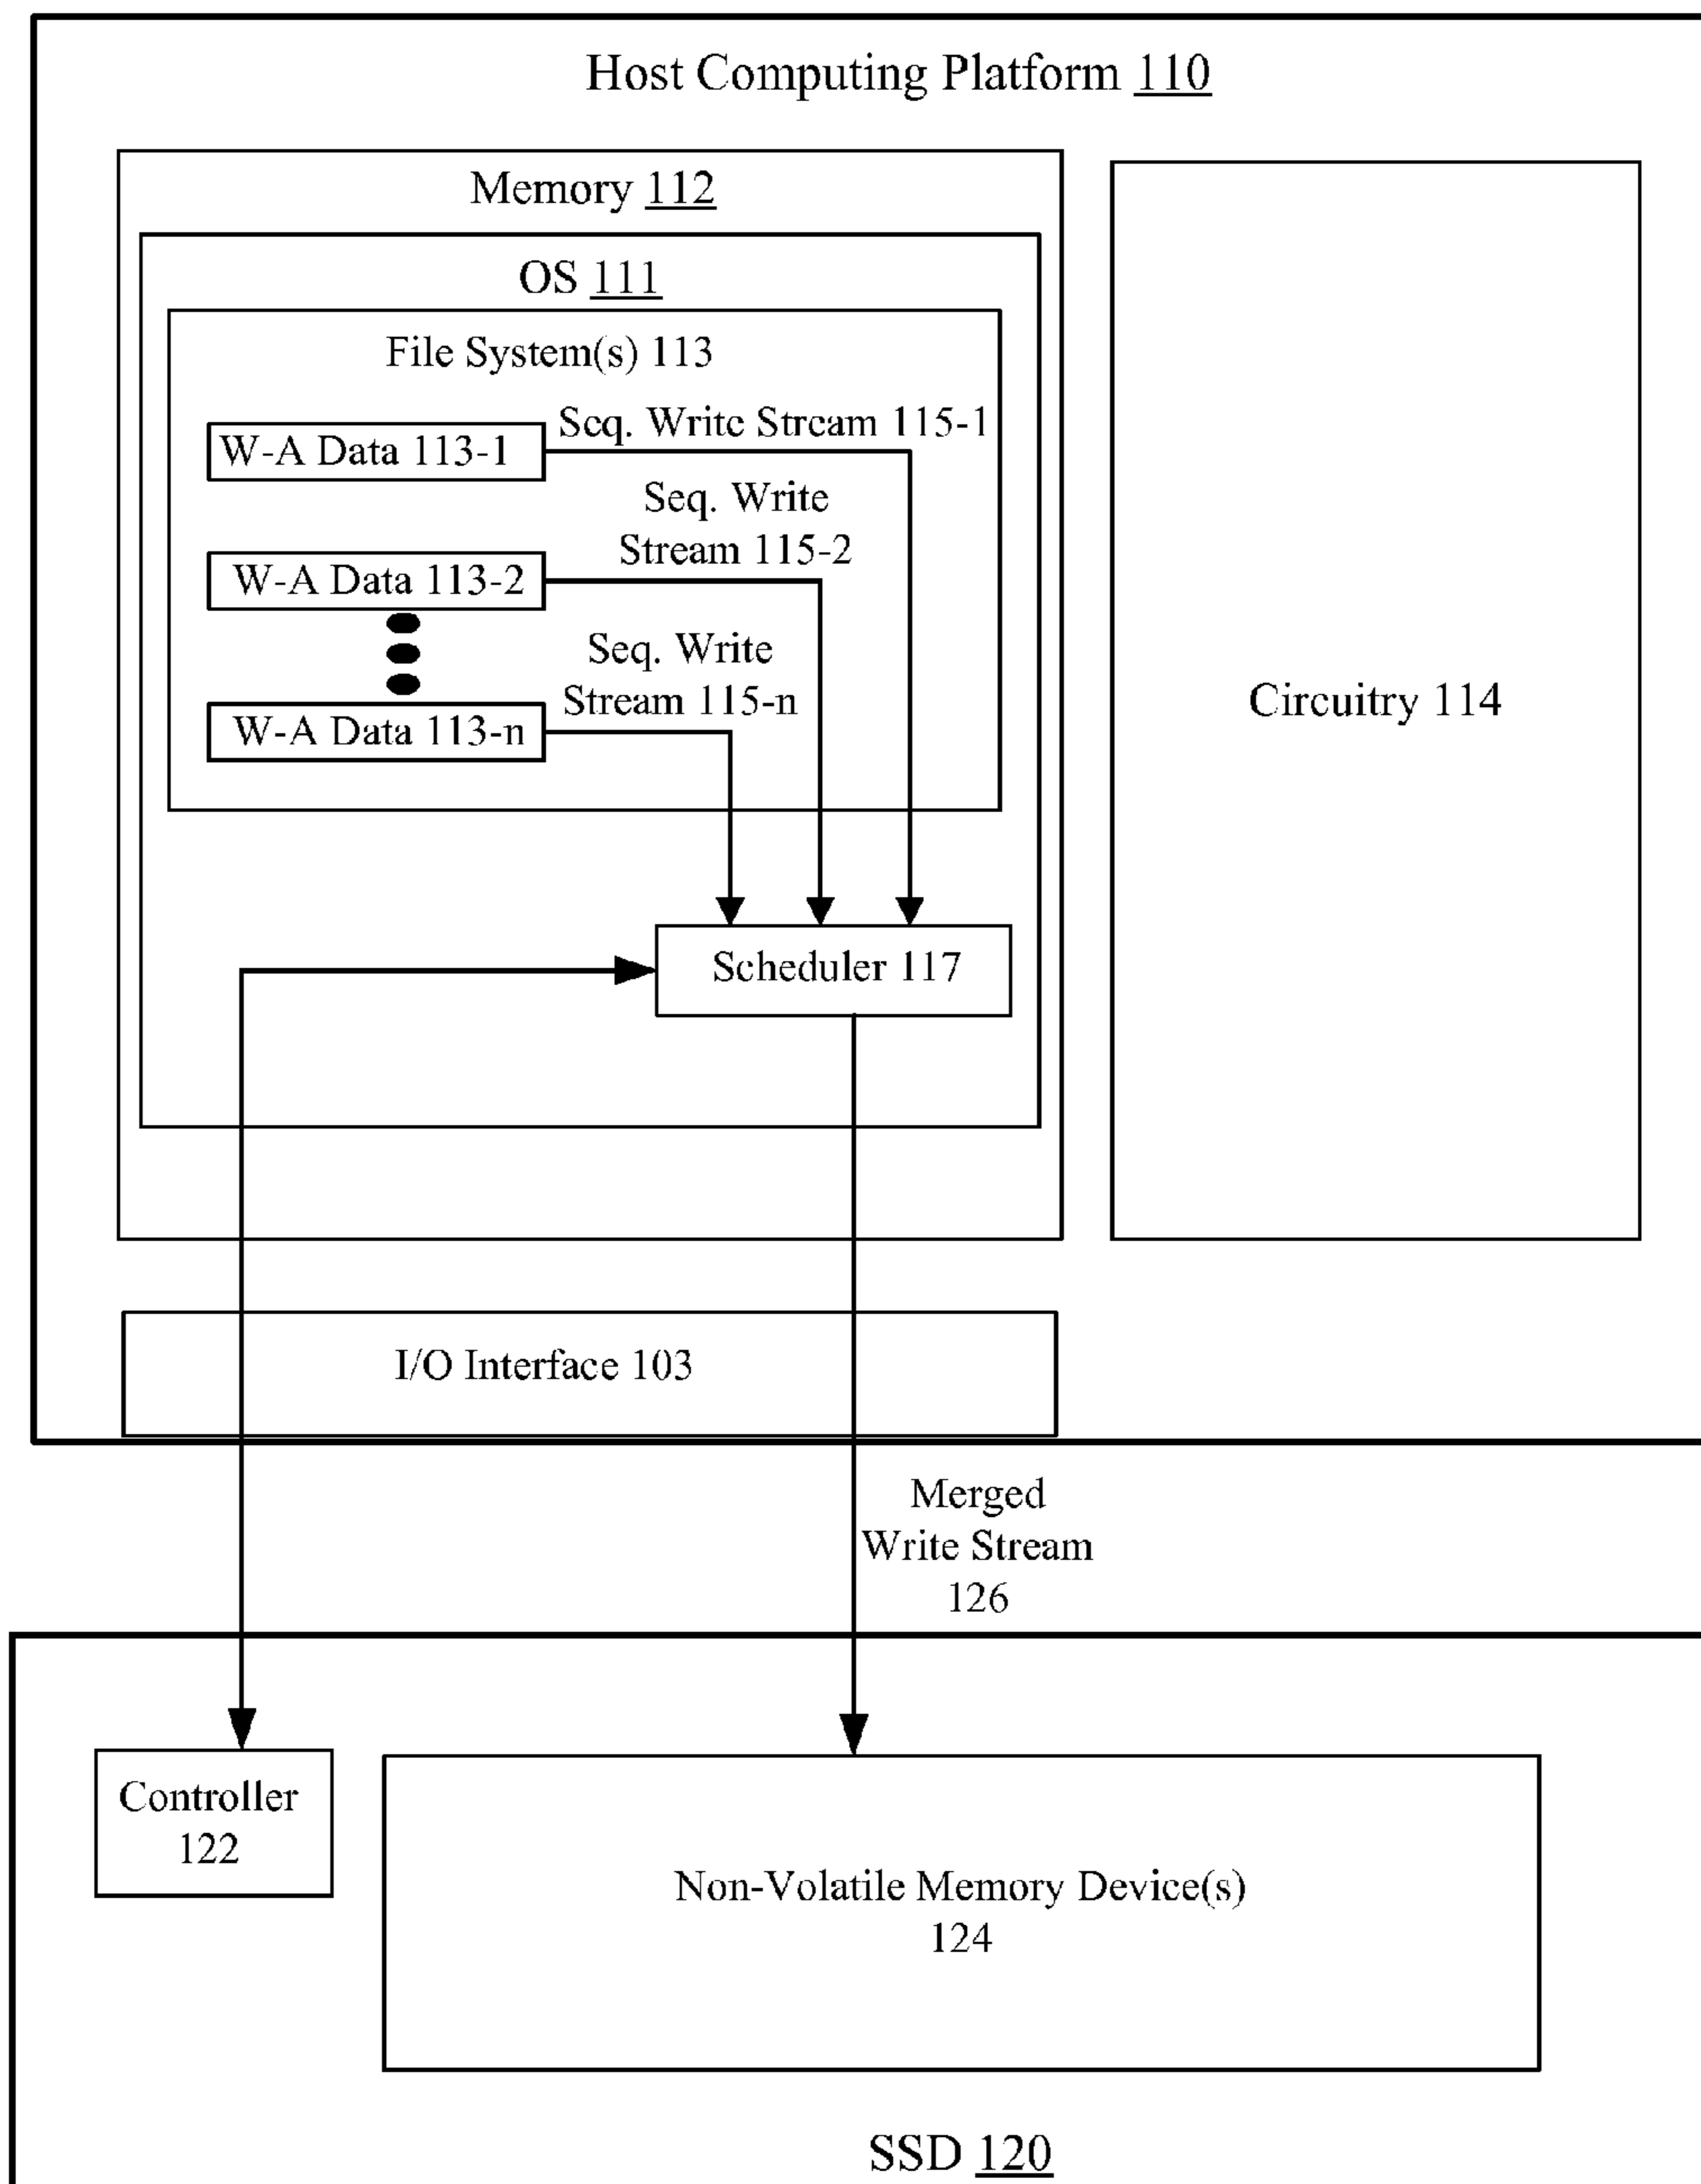 Host Computing Platform 110
Memory 112
OS 111
File System(s) 113
Seq. Write Stream 115-1
W-A Data 113-1
Seq. Write
Stream 115-2
W-A Data 113-2
Seq. Write
Stream 115-n
W-A Data 113-n
Circuitry 114
Scheduler 117
I/O Interface 103
Merged
Write Stream
126
Controller
122
Non-Volatile Memory Device(s)
124
SSD 120